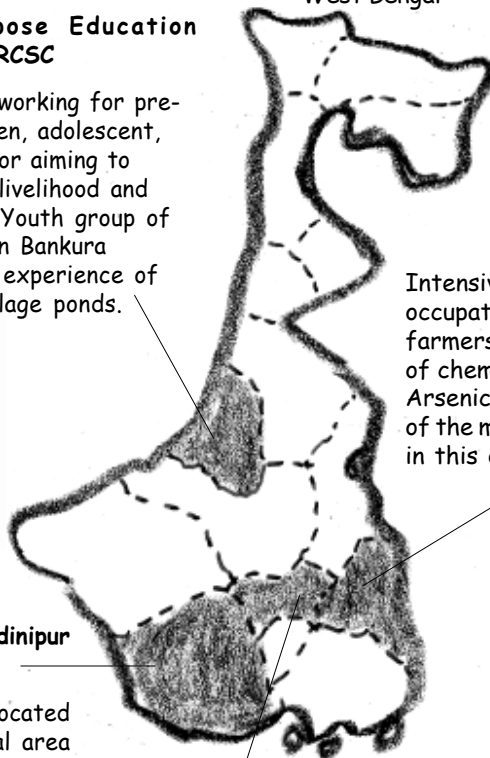 West Bengal
pose Education
RCSC
working for pre-
en, adolescent,
or aiming to
livelihood and
Youth group of
n Bankura
experience of
lage ponds.
Intensiv
occupat
farmers
of chem
Arsenic
of the m
in this
dinipur
ocated
al area